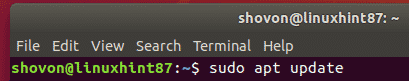 shovon@linuxhint87: ~
File Edit View Search Terminal Help
shovon@linuxhint87:~$ sudo apt update